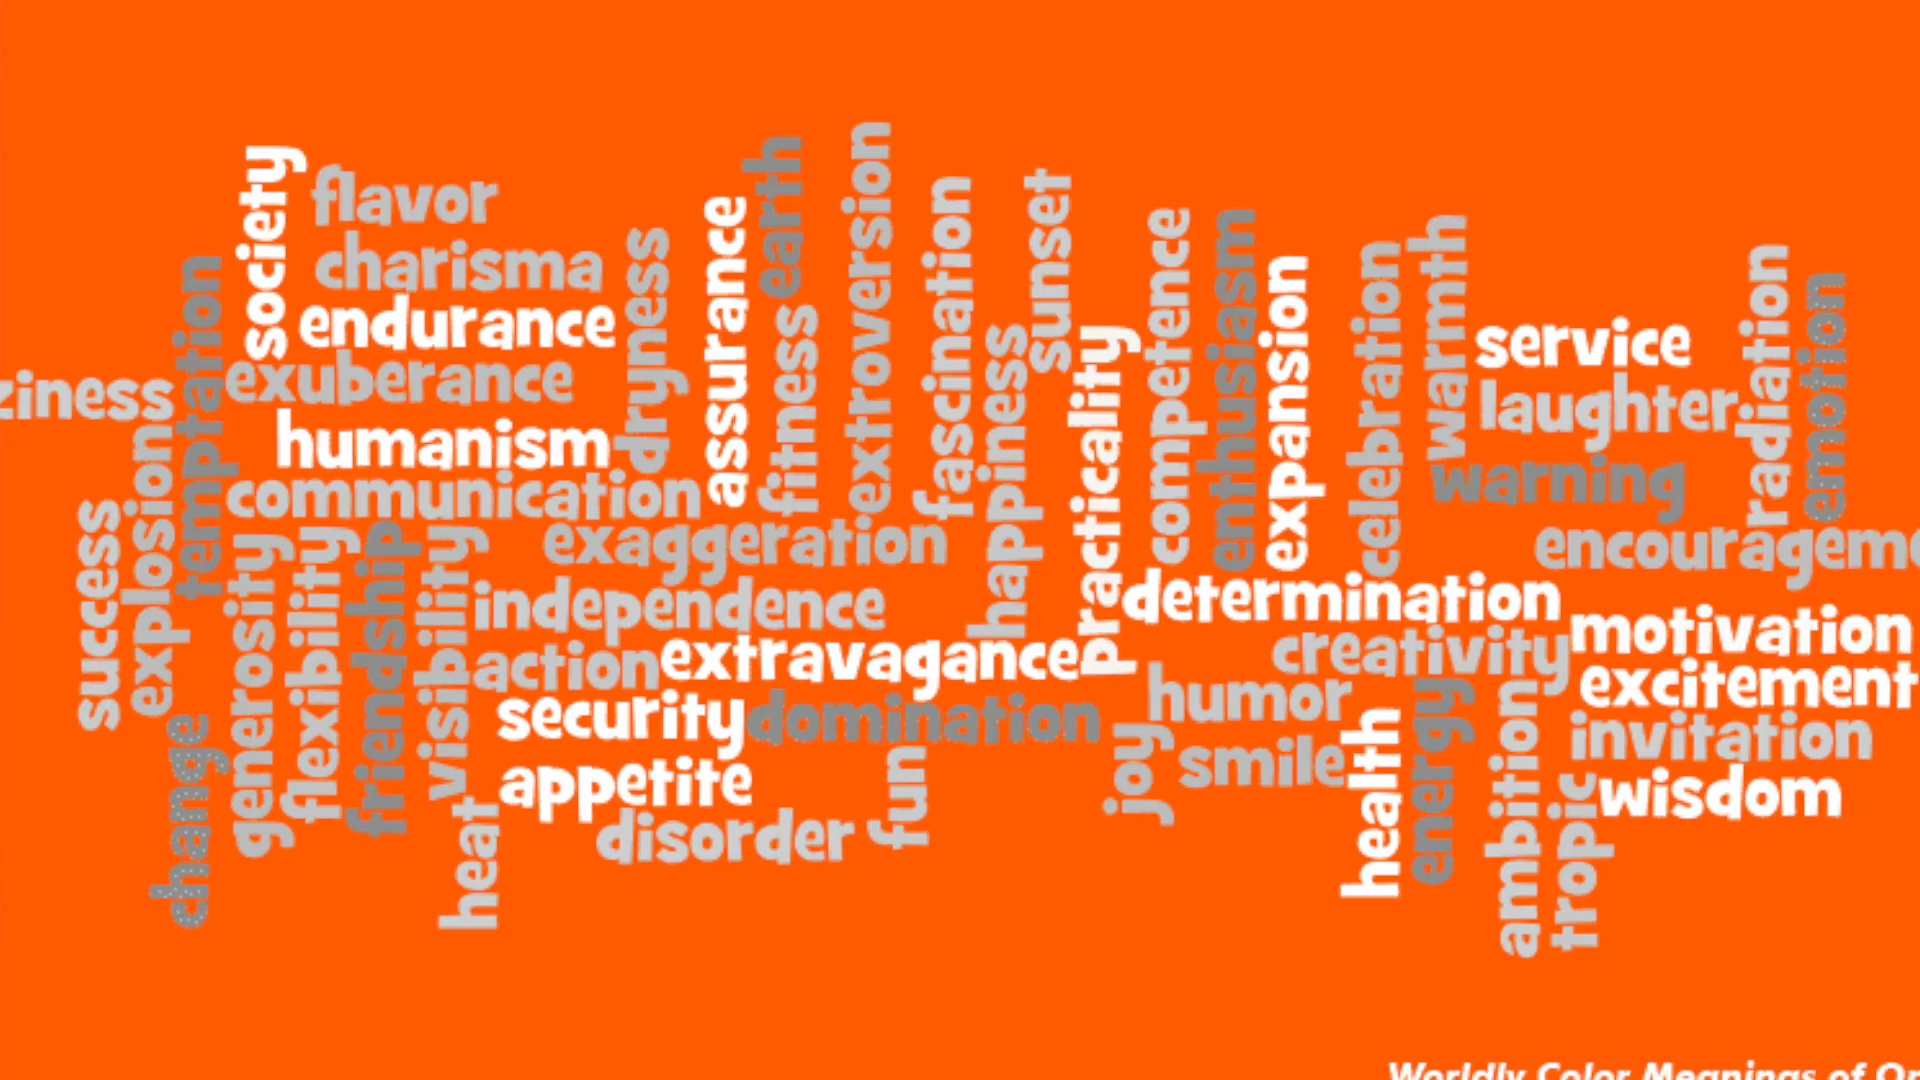 society
flavor
charisma
endurance
exuberance
humanism
communication
ziness
temptation
explosion
success
change
generosity
flexibility
friendship
visibility
heat
dryness
assurance
earth
fitness
extroversion
fascination
happiness
sunset
exaggeration
independence
action
extravagance
security
domination
appetite
disorder
fun
practicality
competence
enthusiasm
expansion
celebration
warmth
service
laughter
warning
radiation
emotion
encourageme
determination
creativity
motivation
excitement
invitation
wisdom
humor
joy
smile
health
energy
ambition
tropic
Worldly Color Meanings of Or